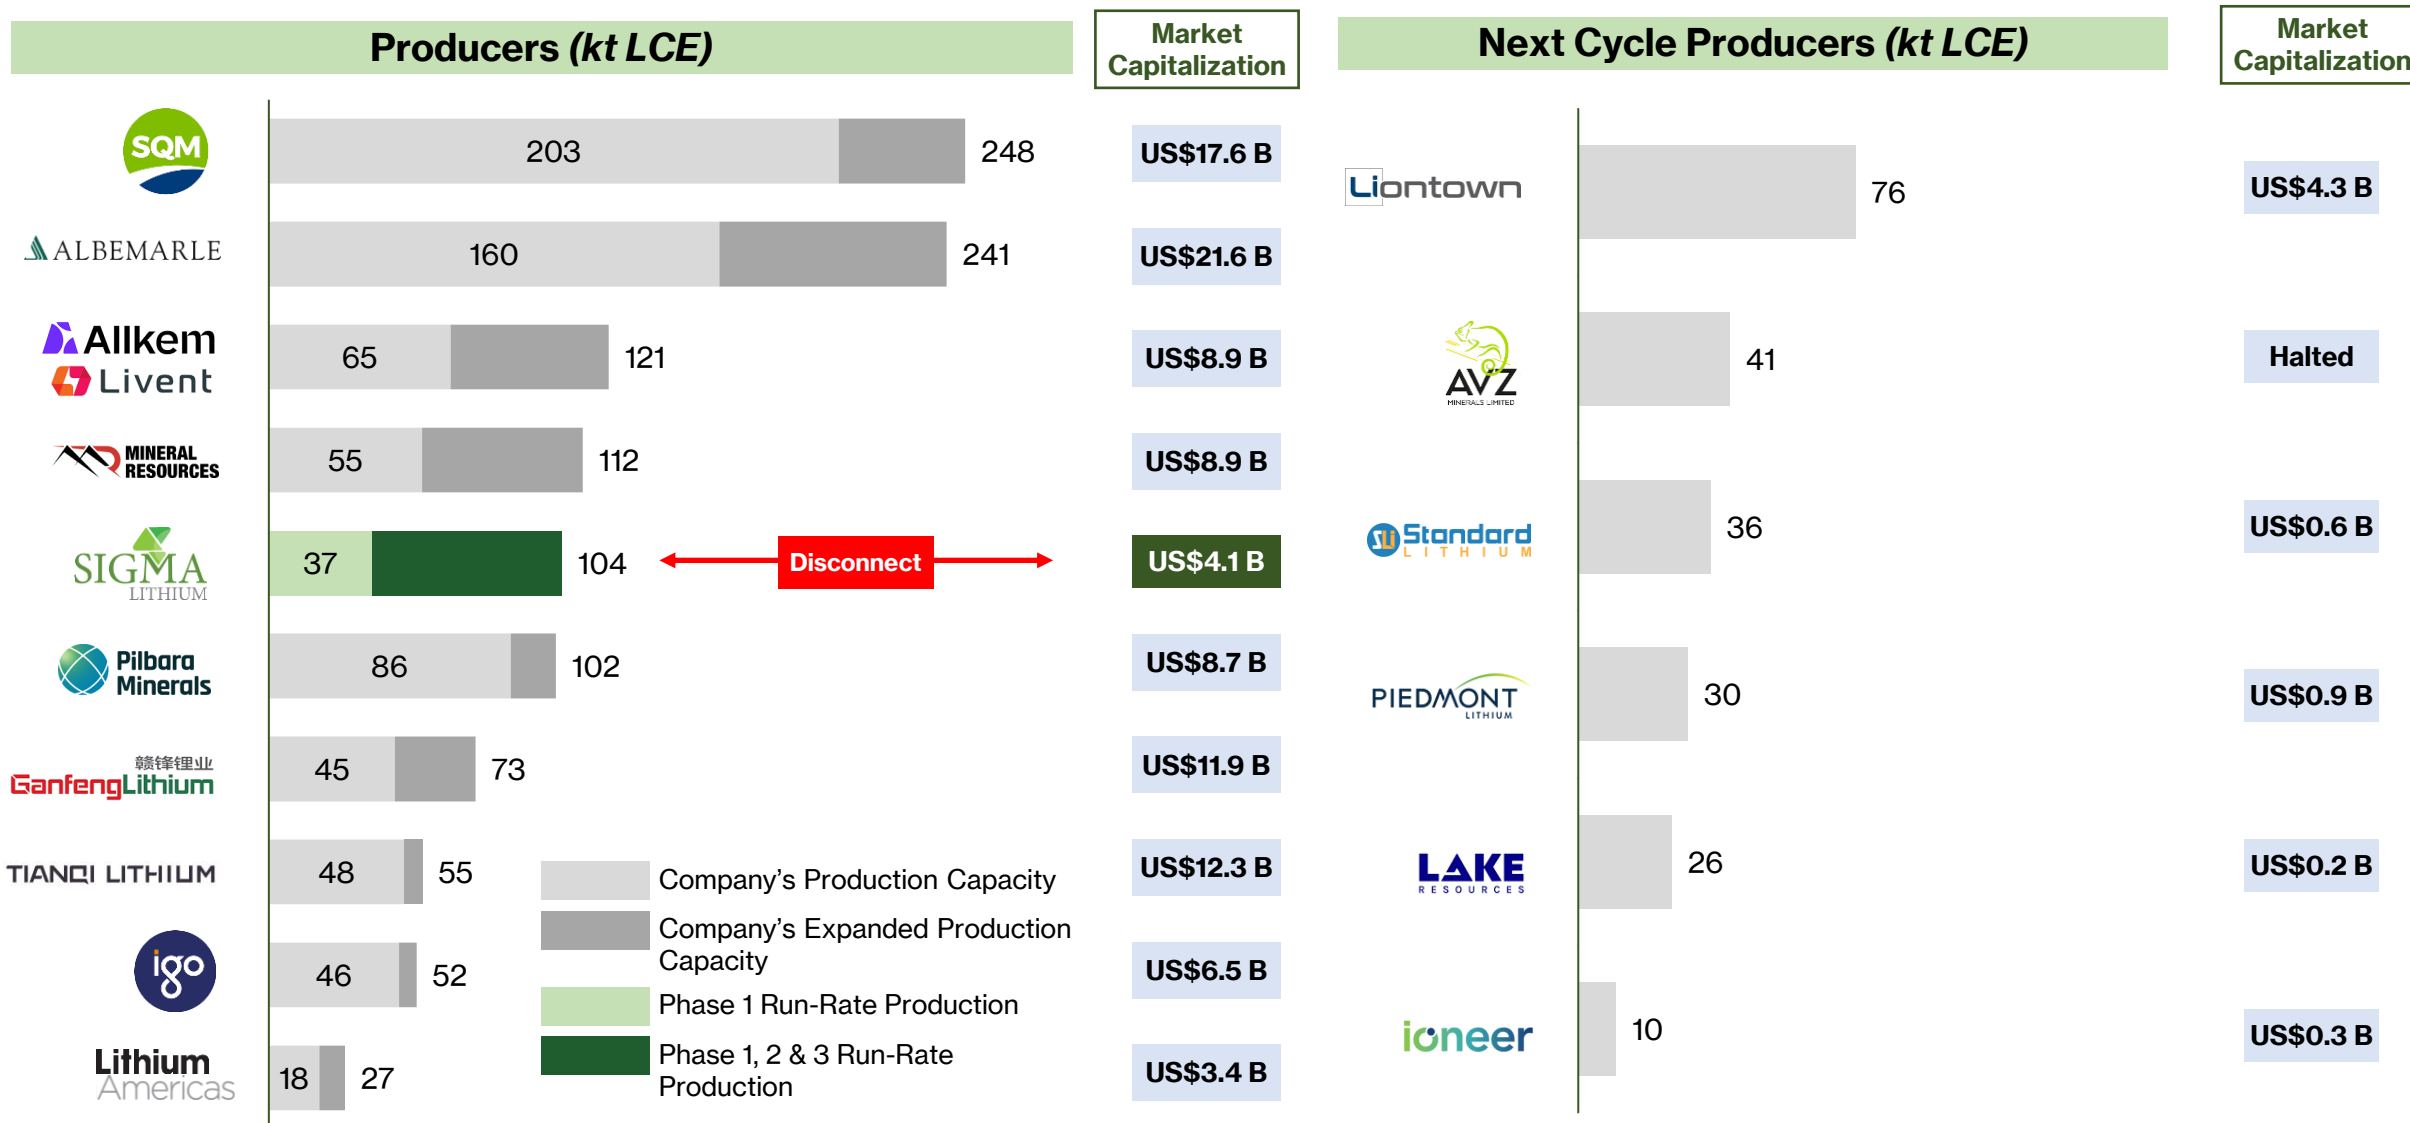 Producers (kt LCE)
Market
Capitalization
SQM
203
248
US$17.6 B
ALBEMARLE
160
241
US$21.6 B
Allkem
Livent
65
121
US$8.9 B
MINERAL
RESOURCES
55
112
US$8.9 B
SIGMA
LITHIUM
37
104
Disconnect
US$4.1 B
Pilbara
Minerals
86
102
US$8.7 B
赣锋锂业
GanfengLithium
45
73
US$11.9 B
TIANQI LITHIUM
48
55
US$12.3 B
igo
46
52
US$6.5 B
Lithium
Americas
18
27
US$3.4 B
Company's Production Capacity
Company's Expanded Production
Capacity
Phase 1 Run-Rate Production
Phase 1, 2 & 3 Run-Rate
Production
Next Cycle Producers (kt LCE)
Market
Capitalization
Liontown
76
US$4.3 B
AVZ
MINERALS LIMITED
41
Halted
SLi Standard
LITHIUM
36
US$0.6 B
PIEDMONT
LITHIUM
30
US$0.9 B
LAKE
RESOURCES
26
US$0.2 B
ioneer
10
US$0.3 B